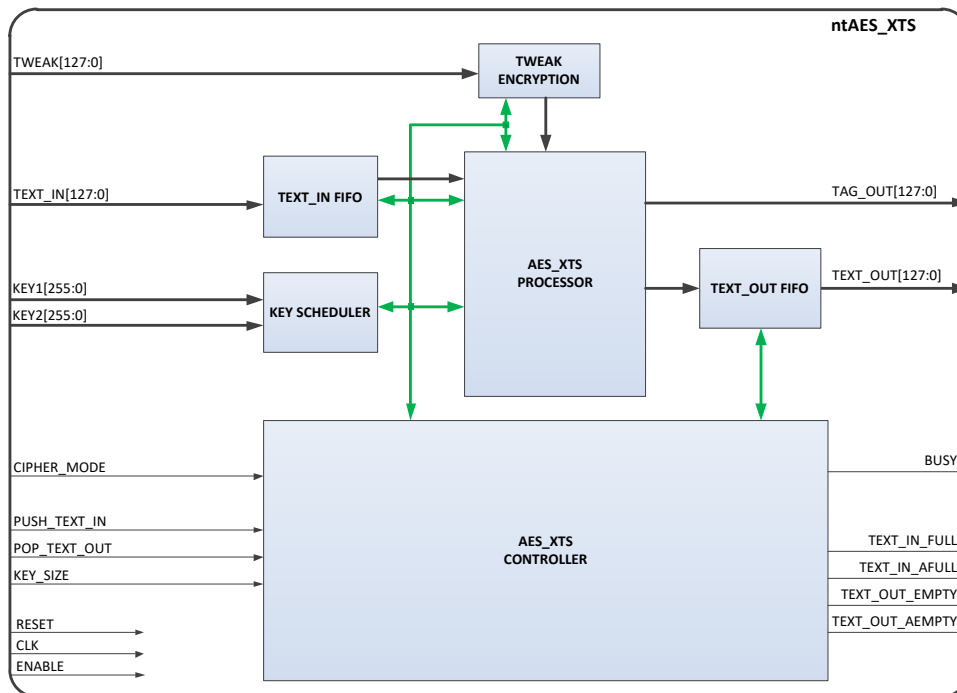 ntAES_XTS
TWEAK[127:0]
TWEAK
ENCRYPTION
TEXT_IN[127:0]
TEXT_IN FIFO
TAG_OUT[127:0]
AES_XTS
PROCESSOR
KEY1[255:0]
KEY2[255:0]
KEY SCHEDULER
TEXT_OUT FIFO
TEXT_OUT[127:0]
CIPHER_MODE
PUSH_TEXT_IN
POP_TEXT_OUT
KEY_SIZE
AES_XTS
CONTROLLER
BUSY
TEXT_IN_FULL
TEXT_IN_AFULL
TEXT_OUT_EMPTY
TEXT_OUT_AEMPTY
RESET
CLK
ENABLE